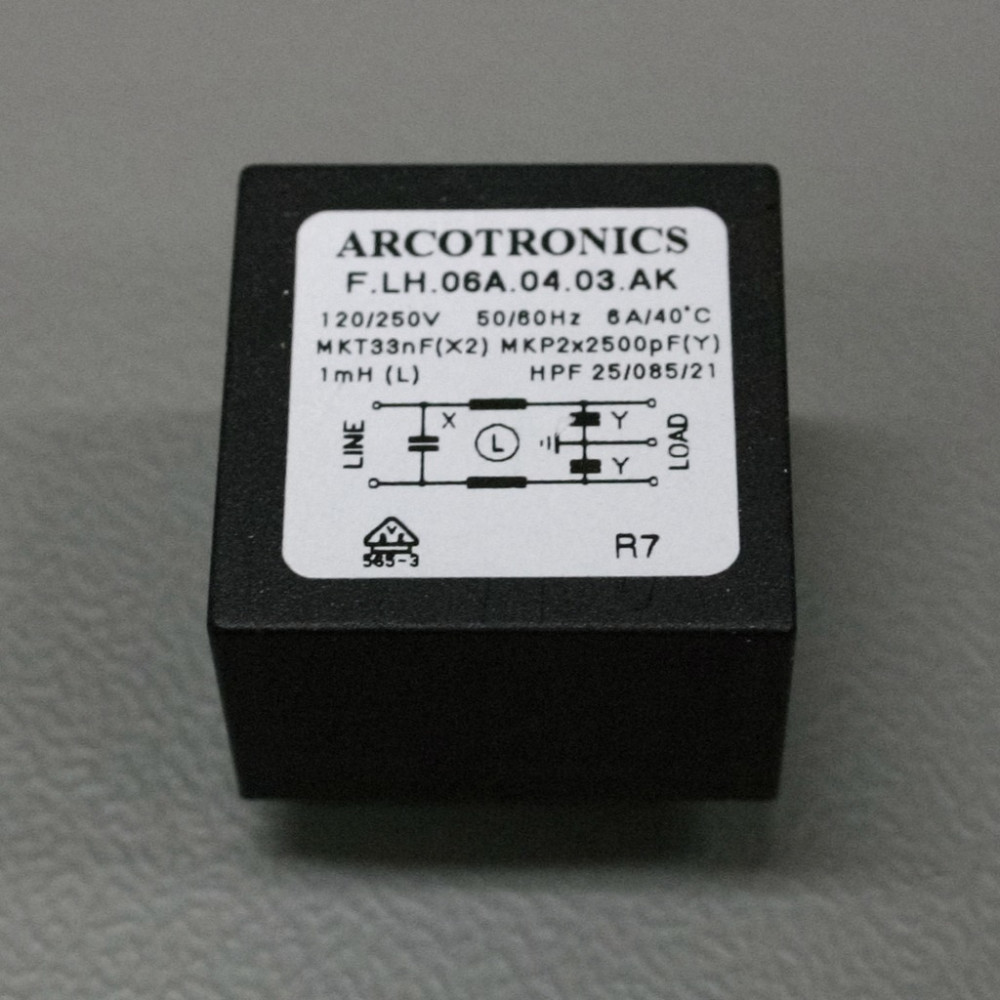 ARCOTRONICS
F.LH.06A.04.03.AK
120/250V 50/60Hz 6A/40°C
MKT33nF(X2) MKP2x2500pF(Y)
1mH (L) HPF 25/085/21
LINE
X
L
Y
Y
LOAD
565-3
R7